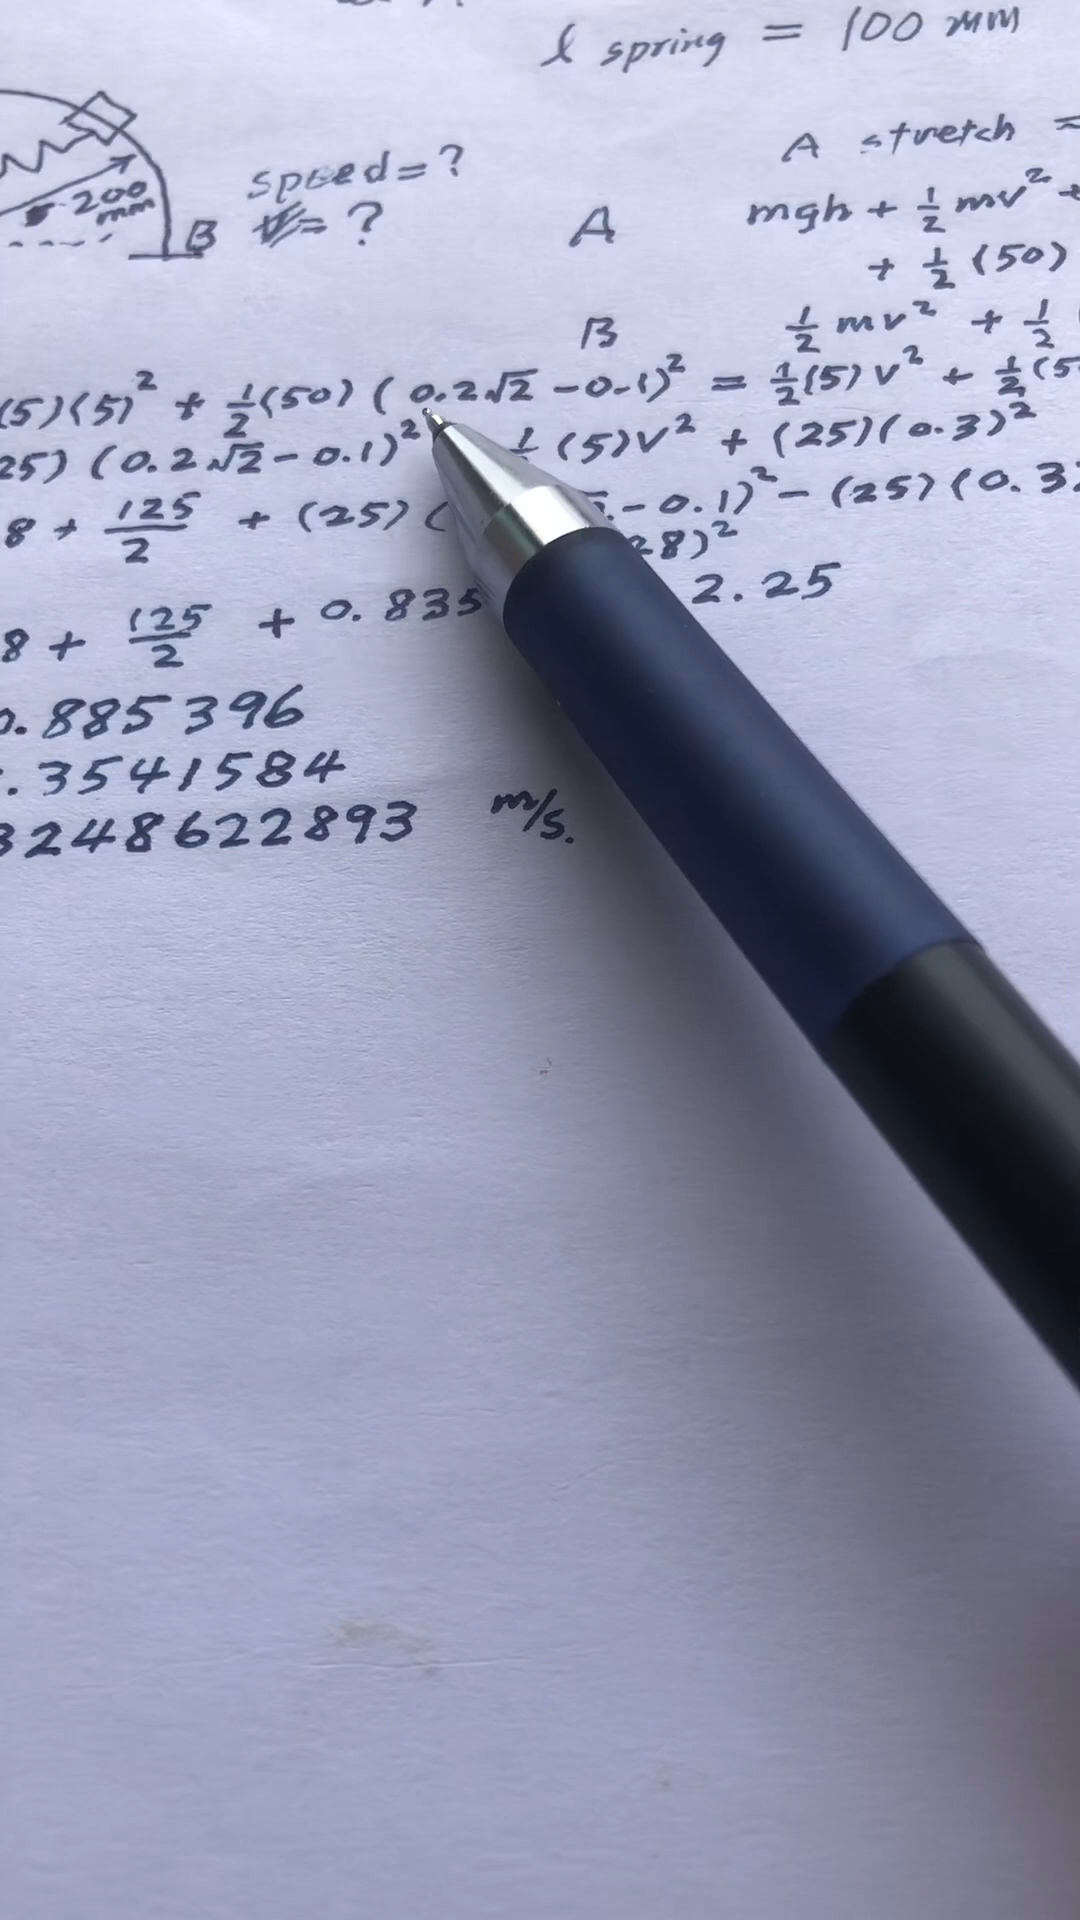 l spring = 100 mm
A stretch =
speed = ?
200 mm
B
= ?
A
mgh + 1/2 mv² +
+ 1/2 (50)
B
1/2 mv² + 1/2
(5)(5)² + 1/2(50) (0.2√2 - 0.1)² = 1/2(5) v² + 1/2(5
25) (0.2√2 - 0.1)² (5)v² + (25)(0.3)²
8 + 125/2 + (25) ( - 0.1)² - (25) (0.3
28)²
8 + 125/2 + 0.835 2.25
0.885396
.3541584
3248622893 m/s.